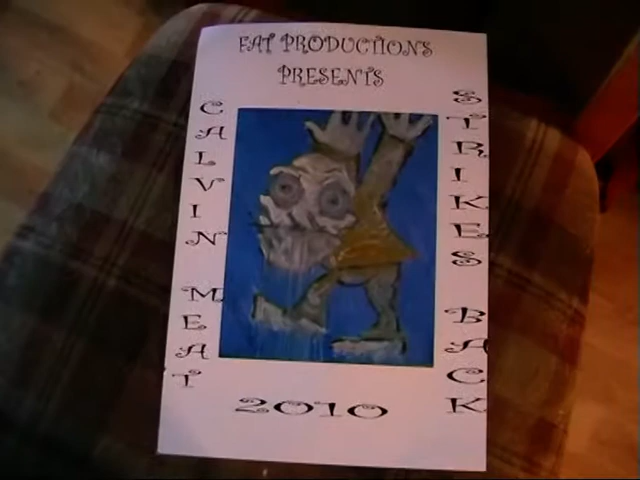 FAT PRODUCTIONS
PRESENTS
CALVIN MEAT
STRIKES BACK
2010